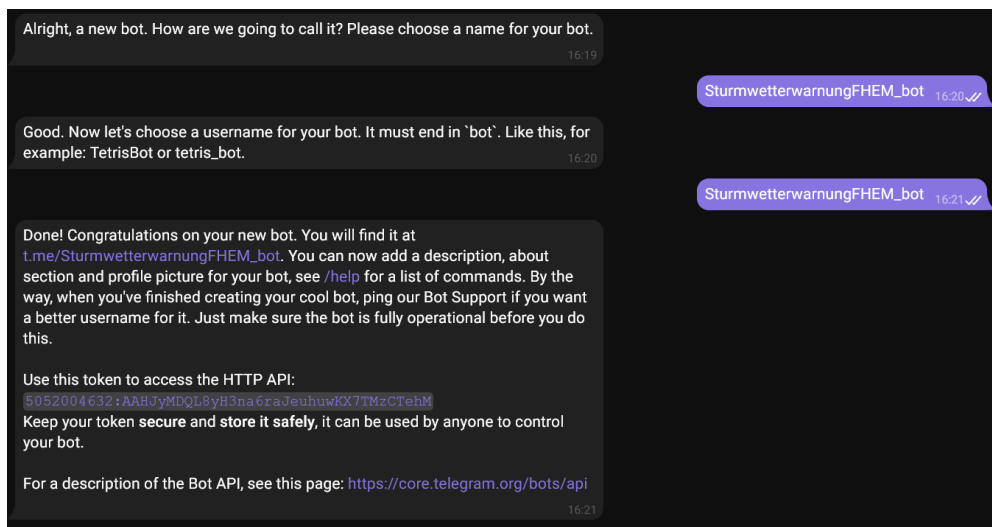 Alright, a new bot. How are we going to call it? Please choose a name for your bot.
16:19
SturmwetterwarnungFHEM_bot 16:20
Good. Now let's choose a username for your bot. It must end in `bot`. Like this, for
example: TetrisBot or tetris_bot.
16:20
SturmwetterwarnungFHEM_bot 16:21
Done! Congratulations on your new bot. You will find it at
t.me/SturmwetterwarnungFHEM_bot. You can now add a description, about
section and profile picture for your bot, see /help for a list of commands. By the
way, when you've finished creating your cool bot, ping our Bot Support if you want
a better username for it. Just make sure the bot is fully operational before you do
this.
Use this token to access the HTTP API:
5052004632:AAHJyMDQL8yH3na6raJeuhuwKX7TMzCTehM
Keep your token secure and store it safely, it can be used by anyone to control
your bot.
For a description of the Bot API, see this page: https://core.telegram.org/bots/api
16:21